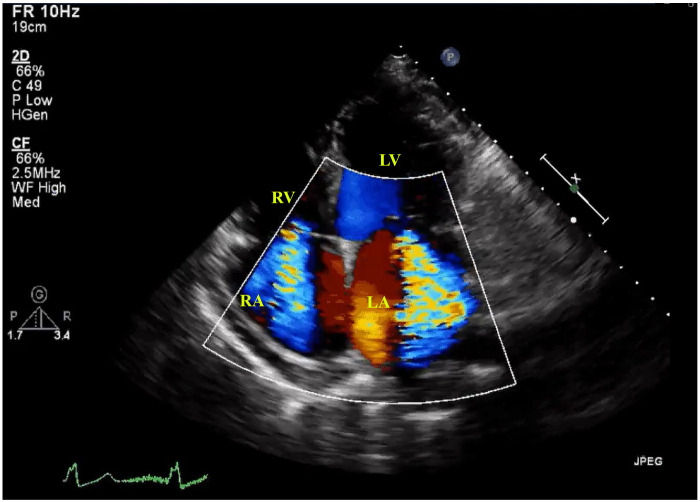 FR 10Hz
19cm
2D
66%
C 49
P Low
HGen
CF
66%
2.5MHz
WF High
Med
P
X
LV
RV
RA
LA
G
P R
1.7 3.4
JPEG